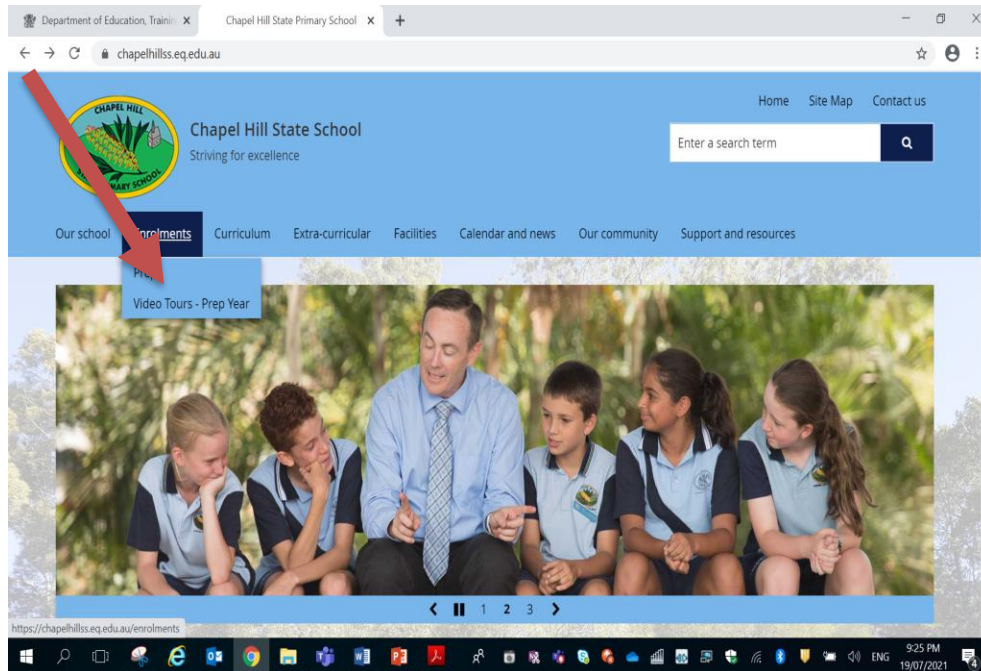 Department of Education, Trainin
Chapel Hill State Primary School
chapelhillss.eq.edu.au
Home Site Map Contact us
CHAPEL HILL
Chapel Hill State School
Striving for excellence
Enter a search term
Our school Enrolments Curriculum Extra-curricular Facilities Calendar and news Our community Support and resources
Video Tours - Prep Year
1 2 3
https://chapelhillss.eq.edu.au/enrolments
ENG
9:25 PM
19/07/2021